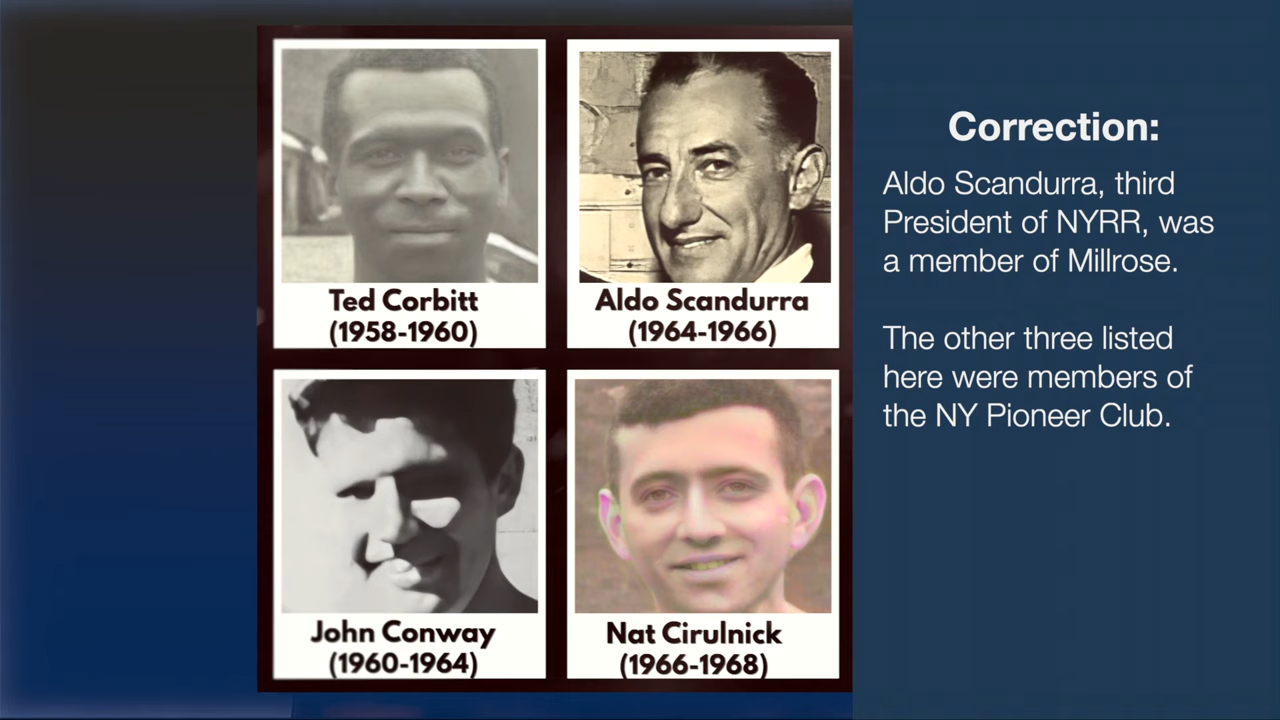 Ted Corbitt
(1958-1960)
Aldo Scandurra
(1964-1966)
John Conway
(1960-1964)
Nat Cirulnick
(1966-1968)
Correction:
Aldo Scandurra, third
President of NYRR, was
a member of Millrose.
The other three listed
here were members of
the NY Pioneer Club.